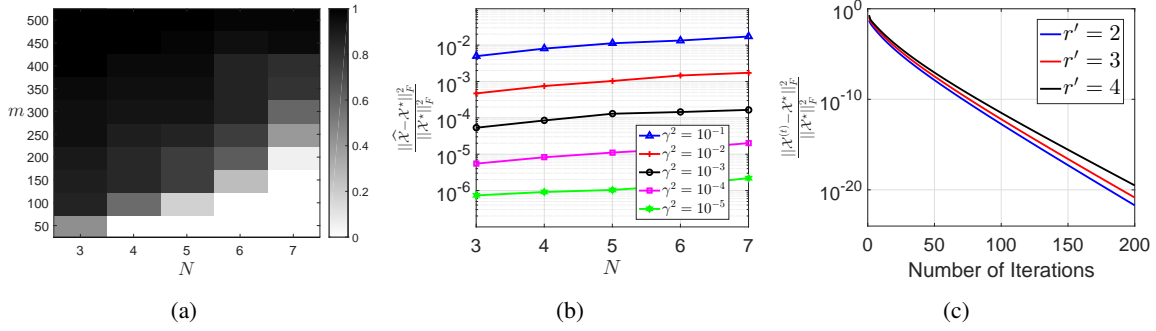 500
450
400
350
m 300
250
200
150
100
50
3 4 5 6 7
N
1
0.8
0.6
0.4
0.2
0
(a)
||X̂−X*||²_F / ||X*||²_F
10^-2
10^-3
10^-4
10^-5
10^-6
γ² = 10^-1
γ² = 10^-2
γ² = 10^-3
γ² = 10^-4
γ² = 10^-5
3 4 5 6 7
N
(b)
||X^(t)−X*||²_F / ||X*||²_F
10^0
10^-10
10^-20
r′ = 2
r′ = 3
r′ = 4
0 50 100 150 200
Number of Iterations
(c)